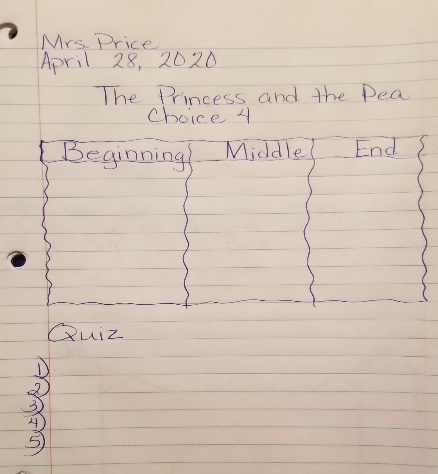 Mrs. Price
April 28, 2020
The Princess and the Pea
Choice 4
Beginning Middle End
Quiz
1)
2)
3)
4)
5)